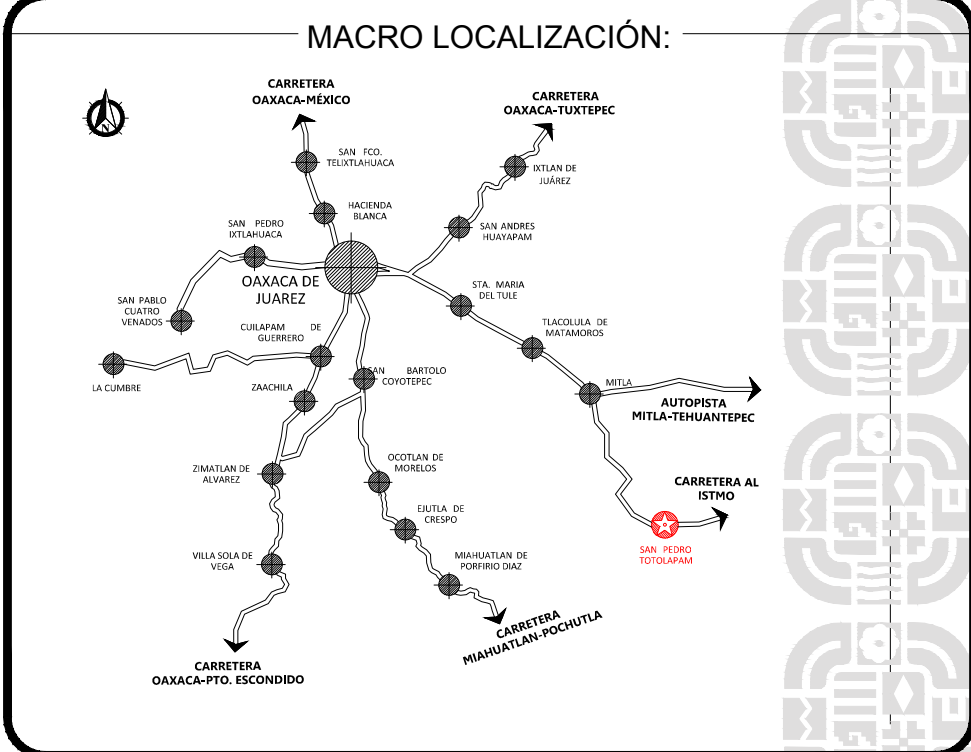 MACRO LOCALIZACIÓN:
CARRETERA
OAXACA-MÉXICO
CARRETERA
OAXACA-TUXTEPEC
N
SAN FCO.
TELIXTLAHUACA
IXTLAN DE
JUÁREZ
HACIENDA
BLANCA
SAN PEDRO
IXTLAHUACA
SAN ANDRES
HUAYAPAM
OAXACA DE
JUAREZ
STA. MARIA
DEL TULE
SAN PABLO
CUATRO
VENADOS
CUILAPAM DE
GUERRERO
TLACOLULA DE
MATAMOROS
LA CUMBRE
ZAACHILA
SAN BARTOLO
COYOTEPEC
MITLA
AUTOPISTA
MITLA-TEHUANTEPEC
ZIMATLAN DE
ALVAREZ
OCOTLAN DE
MORELOS
CARRETERA AL
ISTMO
EJUTLA DE
CRESPO
SAN PEDRO
TOTOLAPAM
VILLA SOLA DE
VEGA
MIAHUATLAN DE
PORFIRIO DIAZ
CARRETERA
MIAHUATLAN-POCHUTLA
CARRETERA
OAXACA-PTO. ESCONDIDO